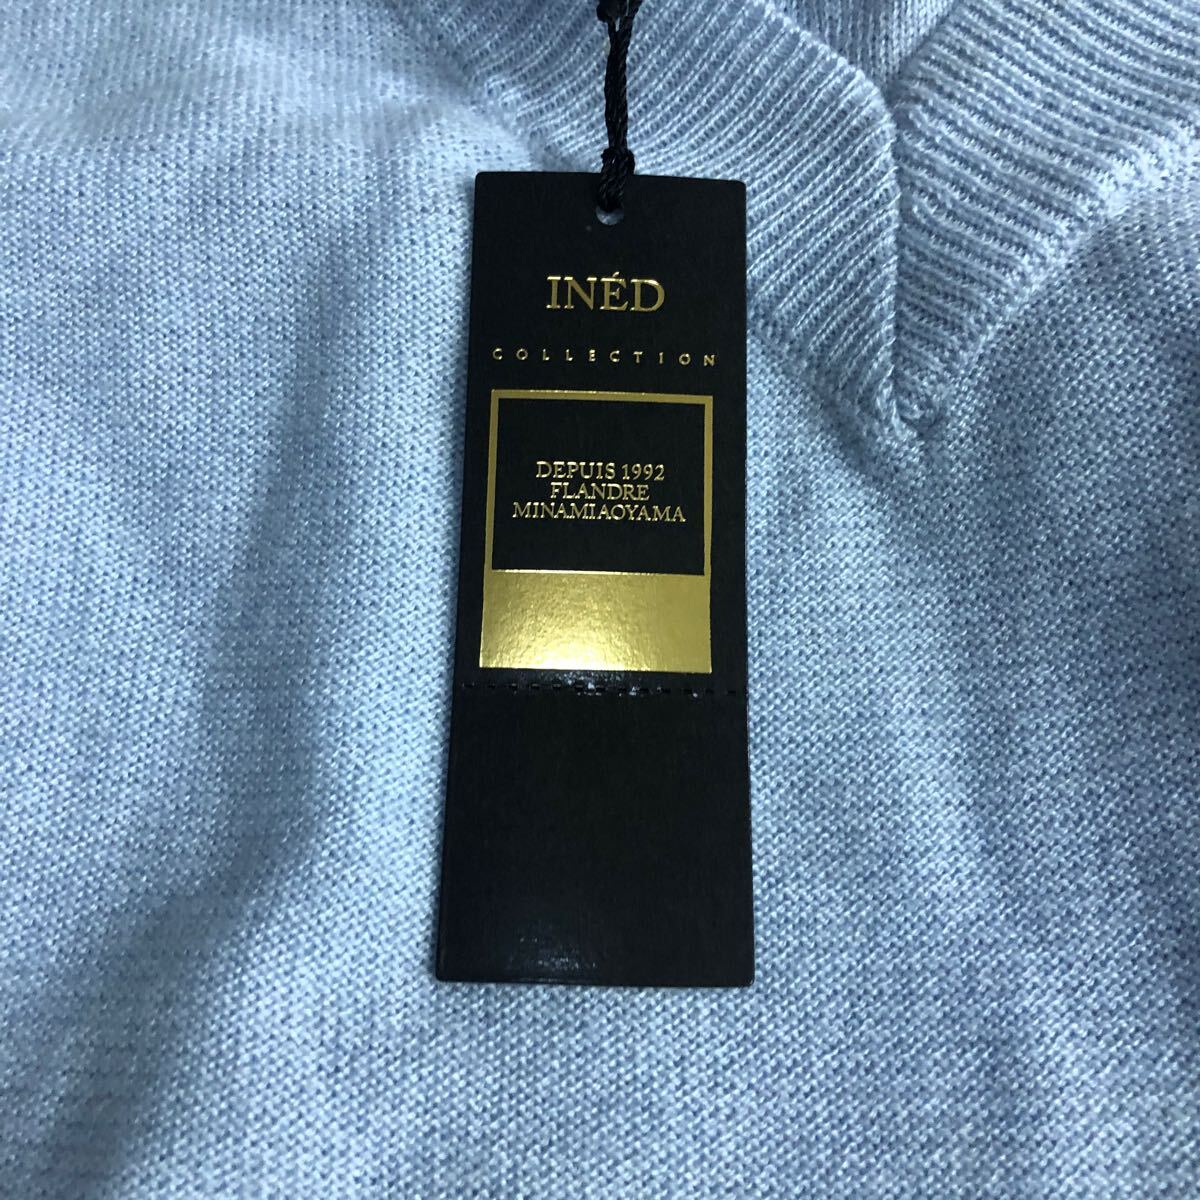 INÉD
COLLECTION
DEPUIS 1992
FLANDRE
MINAMIAOYAMA